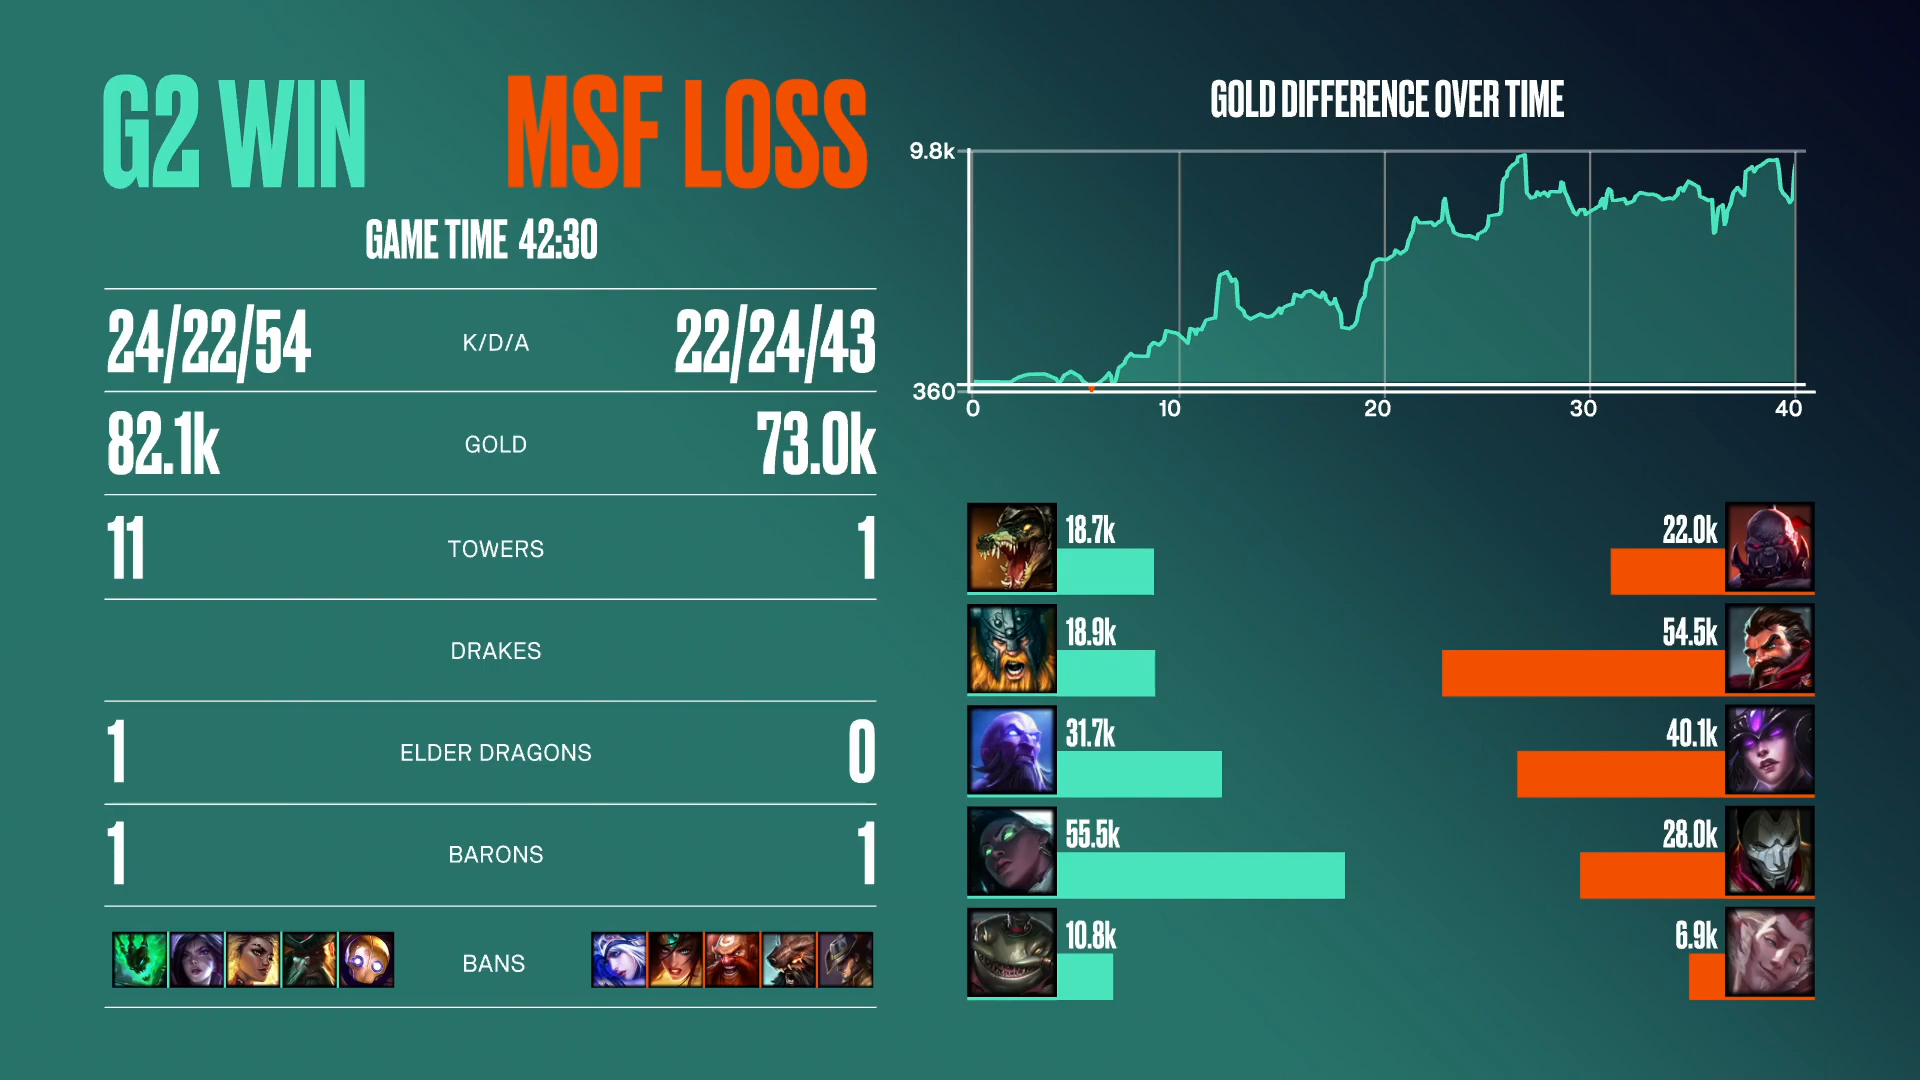 G2 WIN
MSF LOSS
GAME TIME 42:30
24/22/54 K/D/A 22/24/43
82.1k GOLD 73.0k
11 TOWERS 1
DRAKES
1 ELDER DRAGONS 0
1 BARONS 1
BANS
GOLD DIFFERENCE OVER TIME
9.8k
360
0 10 20 30 40
18.7k 22.0k
18.9k 54.5k
31.7k 40.1k
55.5k 28.0k
10.8k 6.9k